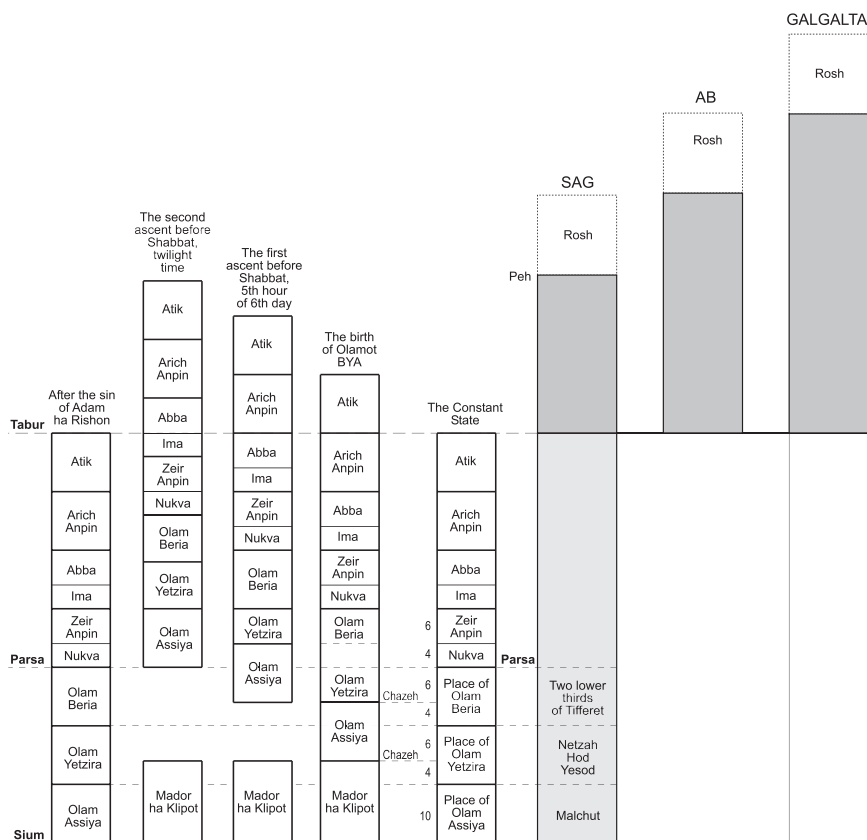 GALGALTA
Rosh
AB
Rosh
SAG
Rosh
Peh
The second
ascent before
Shabbat,
twilight
time
Atik
Arich
Anpin
Abba
Ima
Zeir
Anpin
Nukva
Olam
Beria
Olam
Yetzira
Olam
Assiya
Mador
ha Klipot
The first
ascent before
Shabbat,
5th hour
of 6th day
Atik
Arich
Anpin
Abba
Ima
Zeir
Anpin
Nukva
Olam
Beria
Olam
Yetzira
Olam
Assiya
Mador
ha Klipot
The birth
of Olamot
BYA
Atik
Arich
Anpin
Abba
Ima
Zeir
Anpin
Nukva
Olam
Beria
Olam
Yetzira
Olam
Assiya
Mador
ha Klipot
After the sin
of Adam
ha Rishon
Atik
Arich
Anpin
Abba
Ima
Zeir
Anpin
Nukva
Olam
Beria
Olam
Yetzira
Olam
Assiya
The Constant
State
Atik
Arich
Anpin
Abba
Ima
Zeir
Anpin
Nukva
Place of
Olam
Beria
Place of
Olam
Yetzira
Place of
Olam
Assiya
6
4
6
Chazeh
4
6
Chazeh
4
10
Tabur
Parsa
Parsa
Sium
Two lower
thirds
of Tifferet
Netzah
Hod
Yesod
Malchut